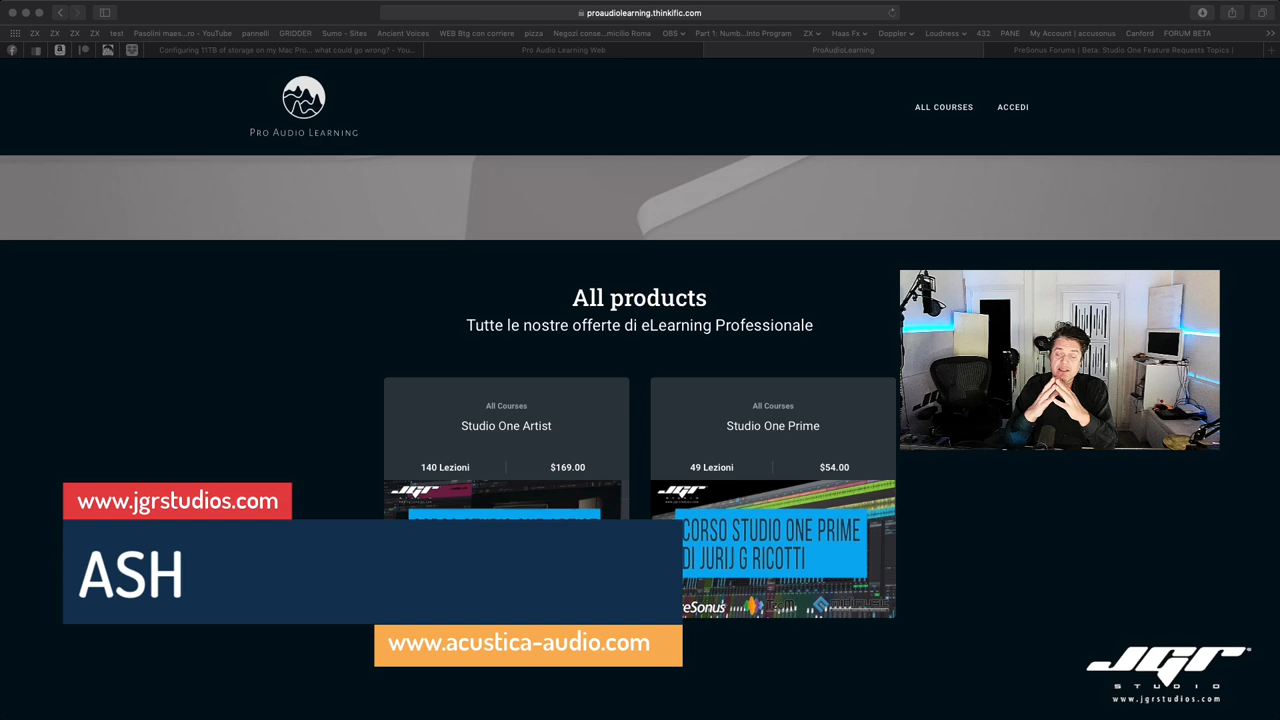 proaudiolearning.thinkific.com
ZX ZX ZX ZX test Pasolini maes...ro - YouTube pannelli GRIDDER Sumo - Sites Ancient Voices WEB Btg con corriere pizza Negozi conse...micilio Roma OBS Part 1: Numb...Into Program ZX Haas Fx Doppler Loudness 432 PANE My Account | accusonus Canford FORUM BETA
Configuring 11TB of storage on my Mac Pro... what could go wrong? - You... Pro Audio Learning Web ProAudioLearning PreSonus Forums | Beta: Studio One Feature Requests Topics |
PRO AUDIO LEARNING
ALL COURSES ACCEDI
All products
Tutte le nostre offerte di eLearning Professionale
All Courses
Studio One Artist
140 Lezioni $169.00
All Courses
Studio One Prime
49 Lezioni $54.00
JGR
JGR
CORSO STUDIO ONE PRIME
DI JURIJ G RICOTTI
reSonus
www.jgrstudios.com
ASH
www.acustica-audio.com
JGR
STUDIO
www.jgrstudios.com